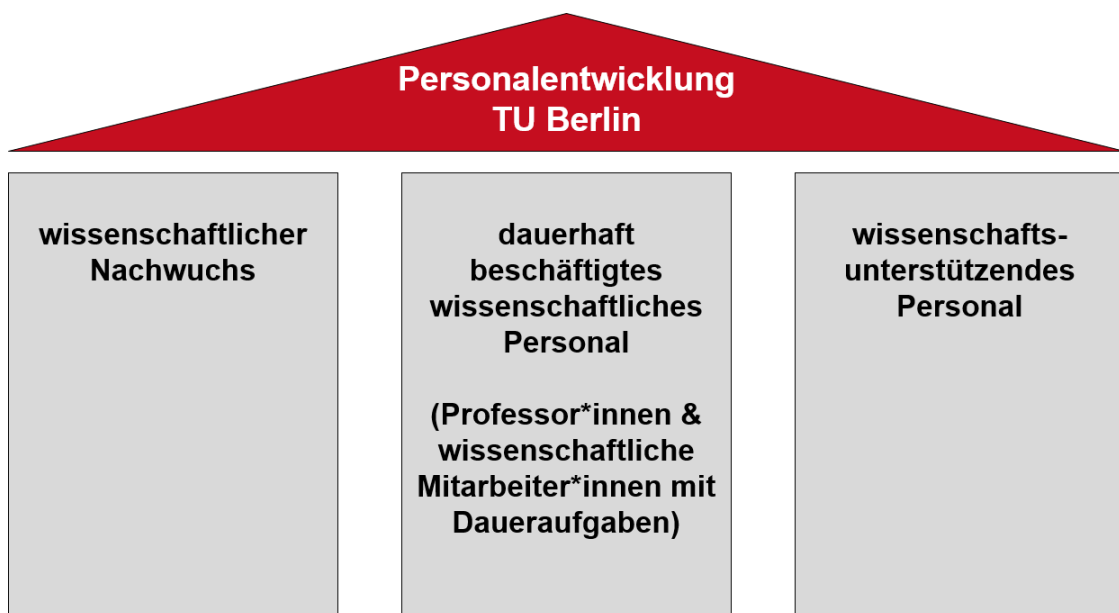 Personalentwicklung
TU Berlin
wissenschaftlicher
Nachwuchs
dauerhaft
beschäftigtes
wissenschaftliches
Personal
(Professor*innen &
wissenschaftliche
Mitarbeiter*innen mit
Daueraufgaben)
wissenschafts-
unterstützendes
Personal